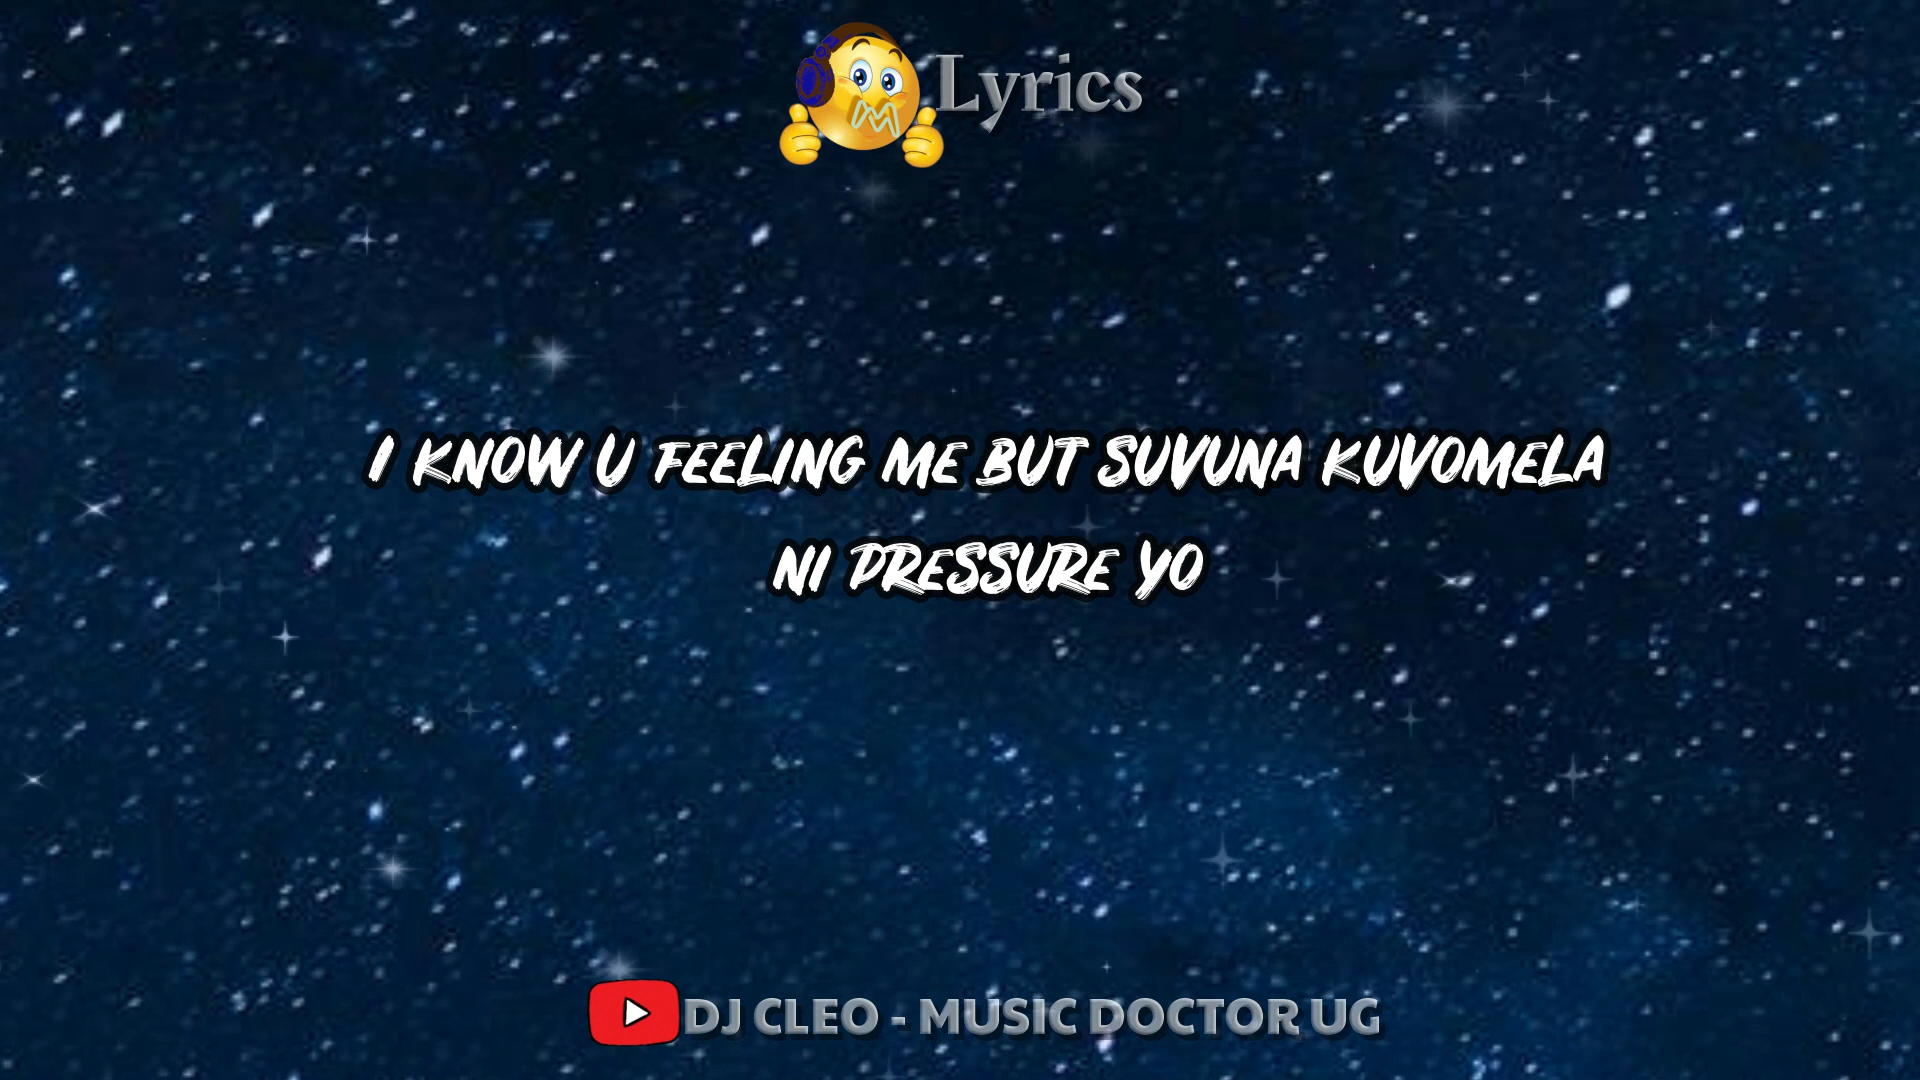 Lyrics
I KNOW U FEELING ME BUT SUVUNA KUVOMELA
NI PRESSURE YO
DJ CLEO - MUSIC DOCTOR UG